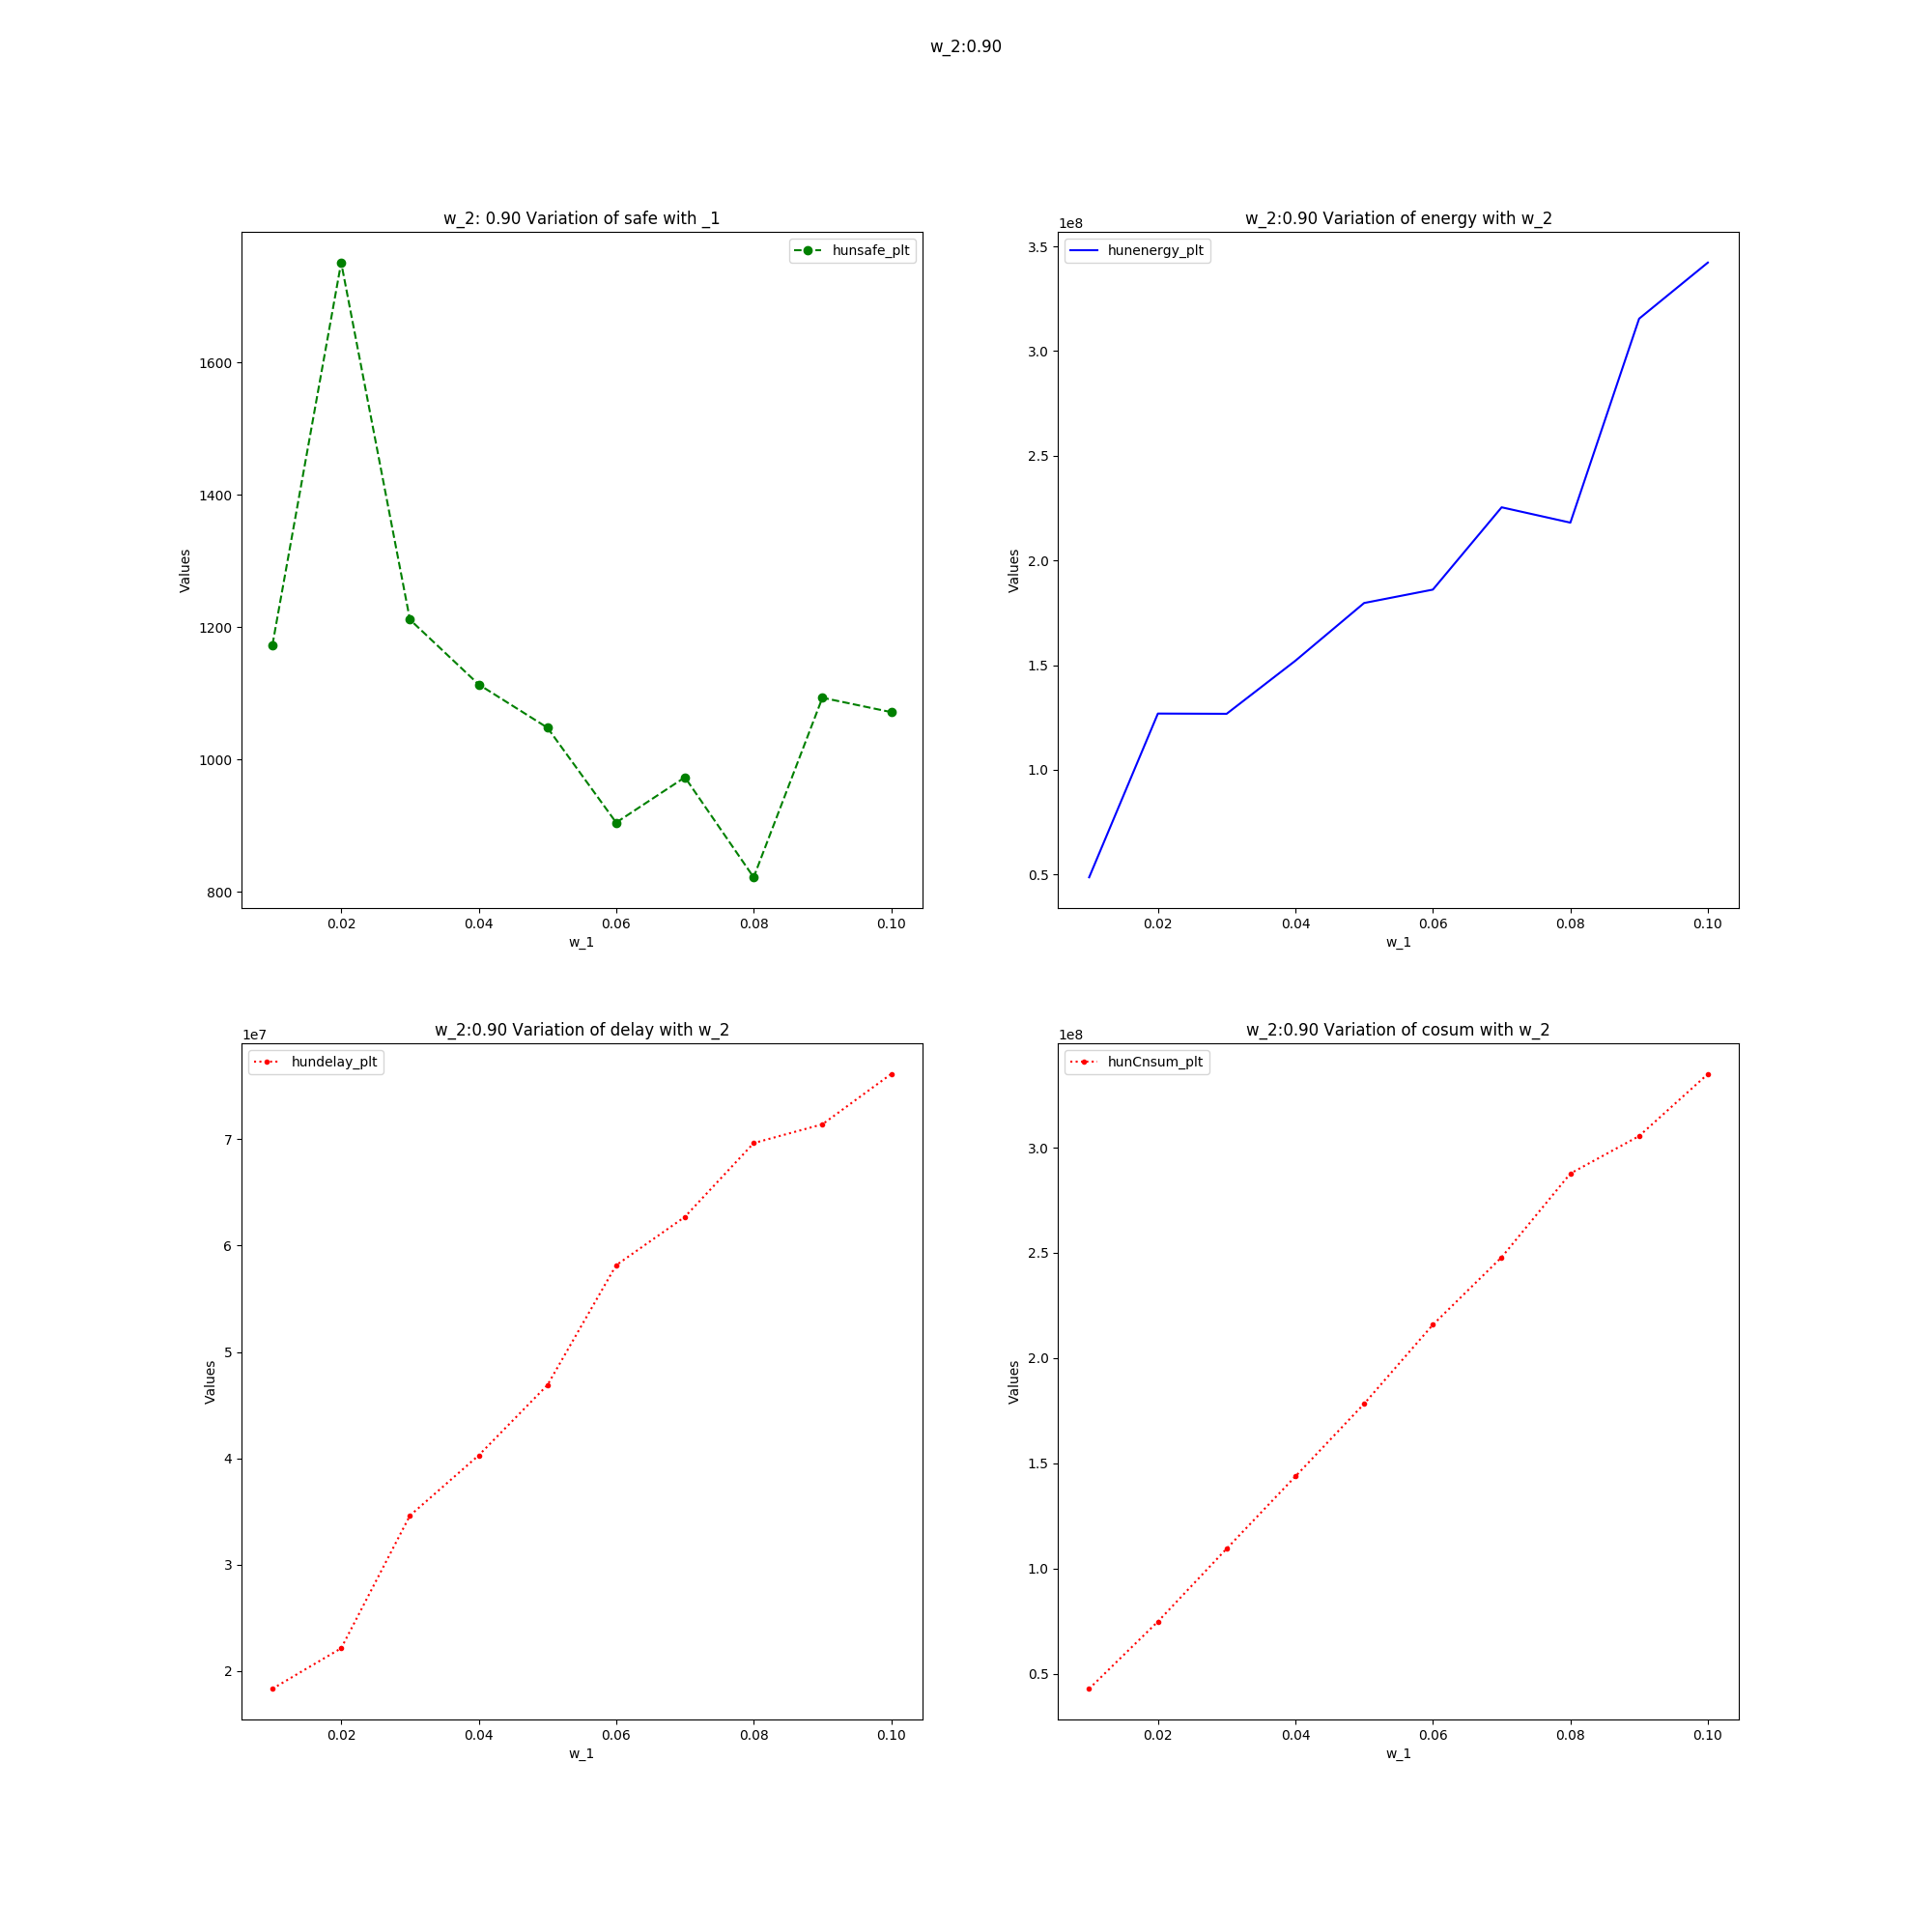 w_2:0.90
w_2: 0.90 Variation of safe with _1
hunsafe_plt
Values
1600
1400
1200
1000
800
0.02 0.04 0.06 0.08 0.10
w_1
w_2:0.90 Variation of energy with w_2
1e8
hunenergy_plt
Values
3.5
3.0
2.5
2.0
1.5
1.0
0.5
0.02 0.04 0.06 0.08 0.10
w_1
w_2:0.90 Variation of delay with w_2
1e7
hundelay_plt
Values
7
6
5
4
3
2
0.02 0.04 0.06 0.08 0.10
w_1
w_2:0.90 Variation of cosum with w_2
1e8
hunCnsum_plt
Values
3.0
2.5
2.0
1.5
1.0
0.5
0.02 0.04 0.06 0.08 0.10
w_1